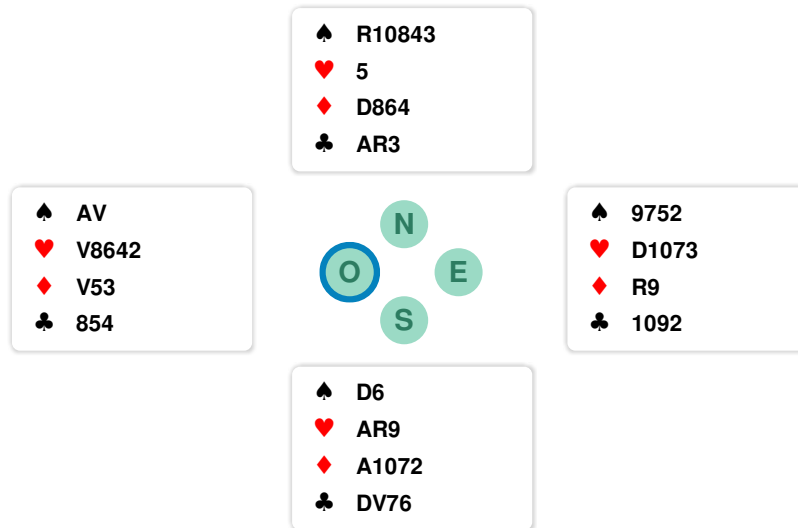 ♠ R10843
♥ 5
♦ D864
♣ AR3
♠ AV
♥ V8642
♦ V53
♣ 854
N
O E
S
♠ 9752
♥ D1073
♦ R9
♣ 1092
♠ D6
♥ AR9
♦ A1072
♣ DV76